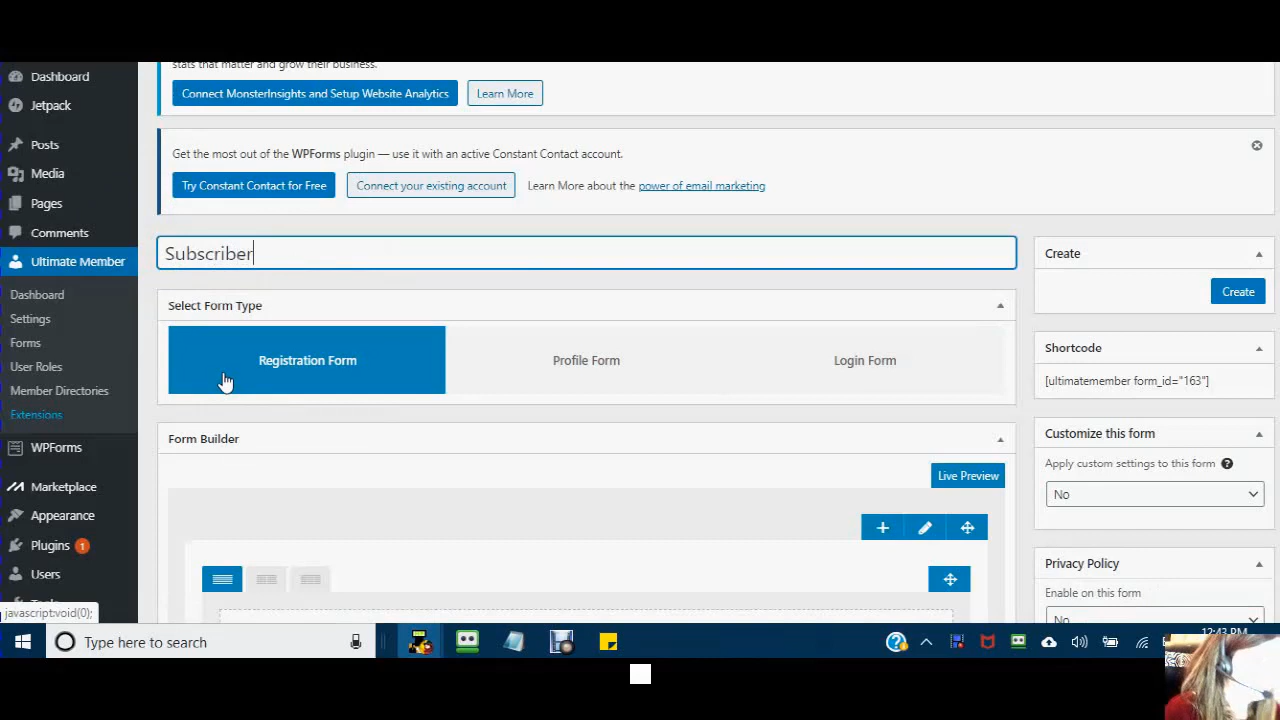 stats that matter and grow their business.
Dashboard
Connect MonsterInsights and Setup Website Analytics
Learn More
Jetpack
Posts
Get the most out of the WPForms plugin — use it with an active Constant Contact account.
Media
Try Constant Contact for Free
Connect your existing account
Learn More about the power of email marketing
Pages
Comments
Ultimate Member
Subscriber
Create
Dashboard
Create
Settings
Select Form Type
Forms
Registration Form
Profile Form
Login Form
Shortcode
User Roles
[ultimatemember form_id="163"]
Member Directories
Extensions
Form Builder
Customize this form
WPForms
Apply custom settings to this form
Live Preview
No
Marketplace
Appearance
Plugins 1
Privacy Policy
Users
Enable on this form
javascript:void(0);
No
12:43 PM
Type here to search